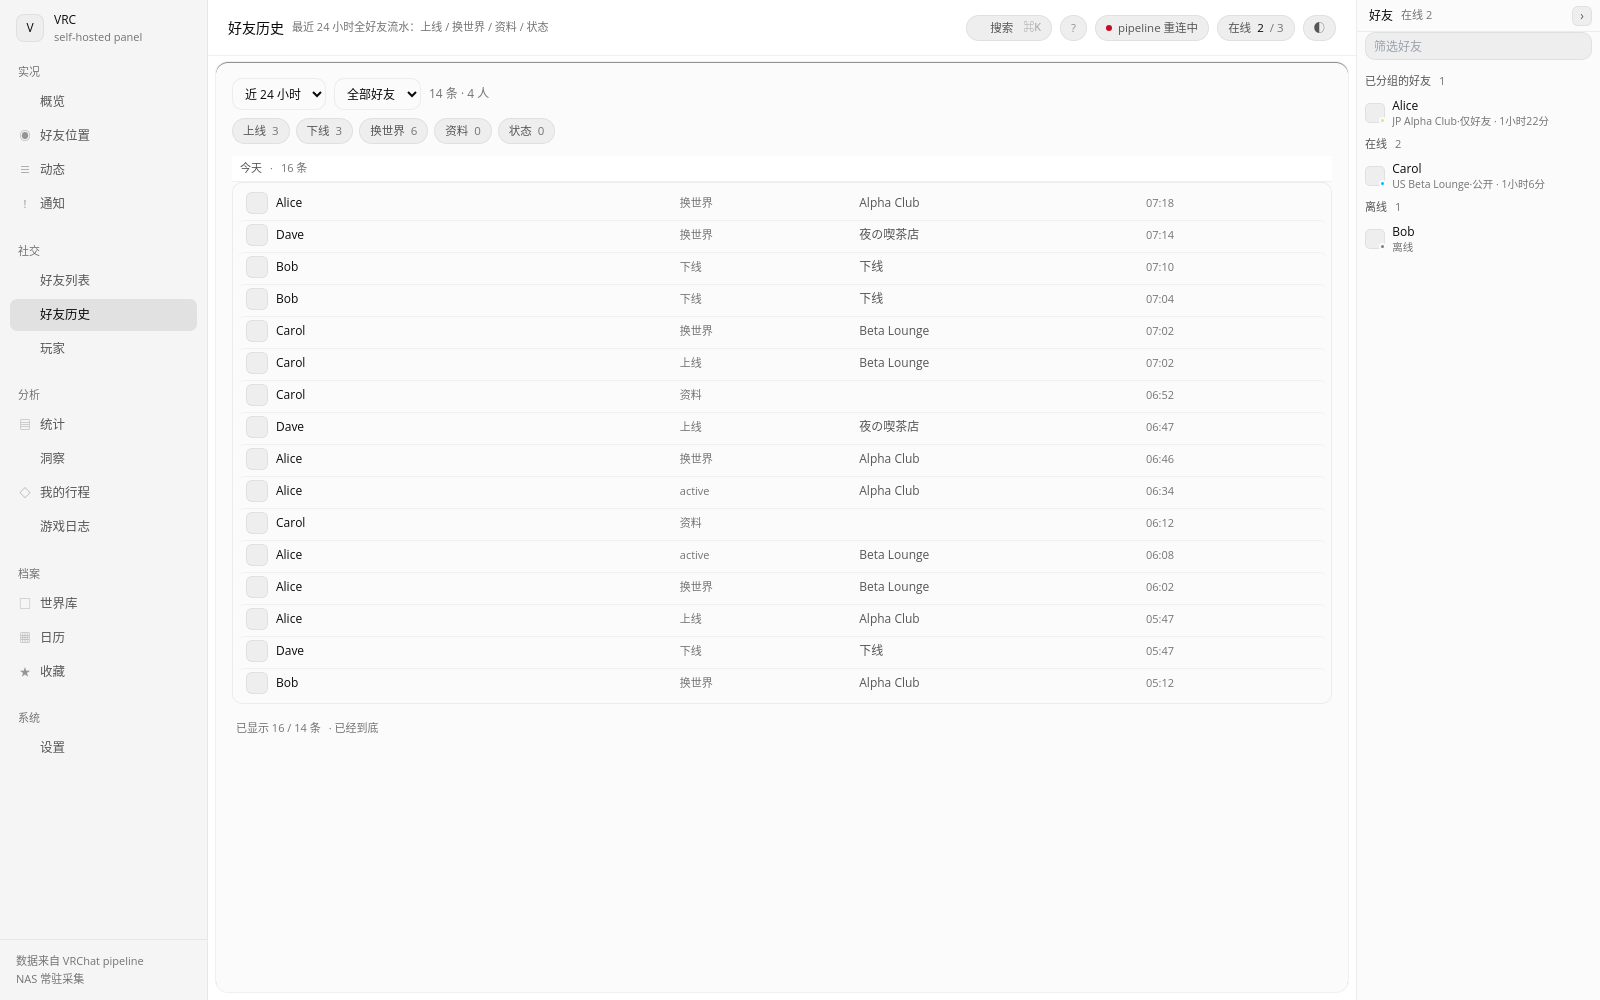 V
VRC
self-hosted panel
实况
概览
◉ 好友位置
☰ 动态
! 通知
社交
好友列表
好友历史
玩家
分析
▤ 统计
洞察
◇ 我的行程
游戏日志
档案
□ 世界库
▦ 日历
★ 收藏
系统
设置
数据来自 VRChat pipeline
NAS 常驻采集
好友历史 最近 24 小时全好友流水：上线 / 换世界 / 资料 / 状态
搜索 ⌘K
?
pipeline 重连中
在线 2 / 3
◐
近 24 小时
全部好友
14 条 · 4 人
上线 3
下线 3
换世界 6
资料 0
状态 0
今天 · 16 条
Alice 换世界 Alpha Club 07:18
Dave 换世界 夜の喫茶店 07:14
Bob 下线 下线 07:10
Bob 下线 下线 07:04
Carol 换世界 Beta Lounge 07:02
Carol 上线 Beta Lounge 07:02
Carol 资料 06:52
Dave 上线 夜の喫茶店 06:47
Alice 换世界 Alpha Club 06:46
Alice active Alpha Club 06:34
Carol 资料 06:12
Alice active Beta Lounge 06:08
Alice 换世界 Beta Lounge 06:02
Alice 上线 Alpha Club 05:47
Dave 下线 下线 05:47
Bob 换世界 Alpha Club 05:12
已显示 16 / 14 条 · 已经到底
好友 在线 2
›
筛选好友
已分组的好友 1
Alice
JP Alpha Club·仅好友 · 1小时22分
在线 2
Carol
US Beta Lounge·公开 · 1小时6分
离线 1
Bob
离线